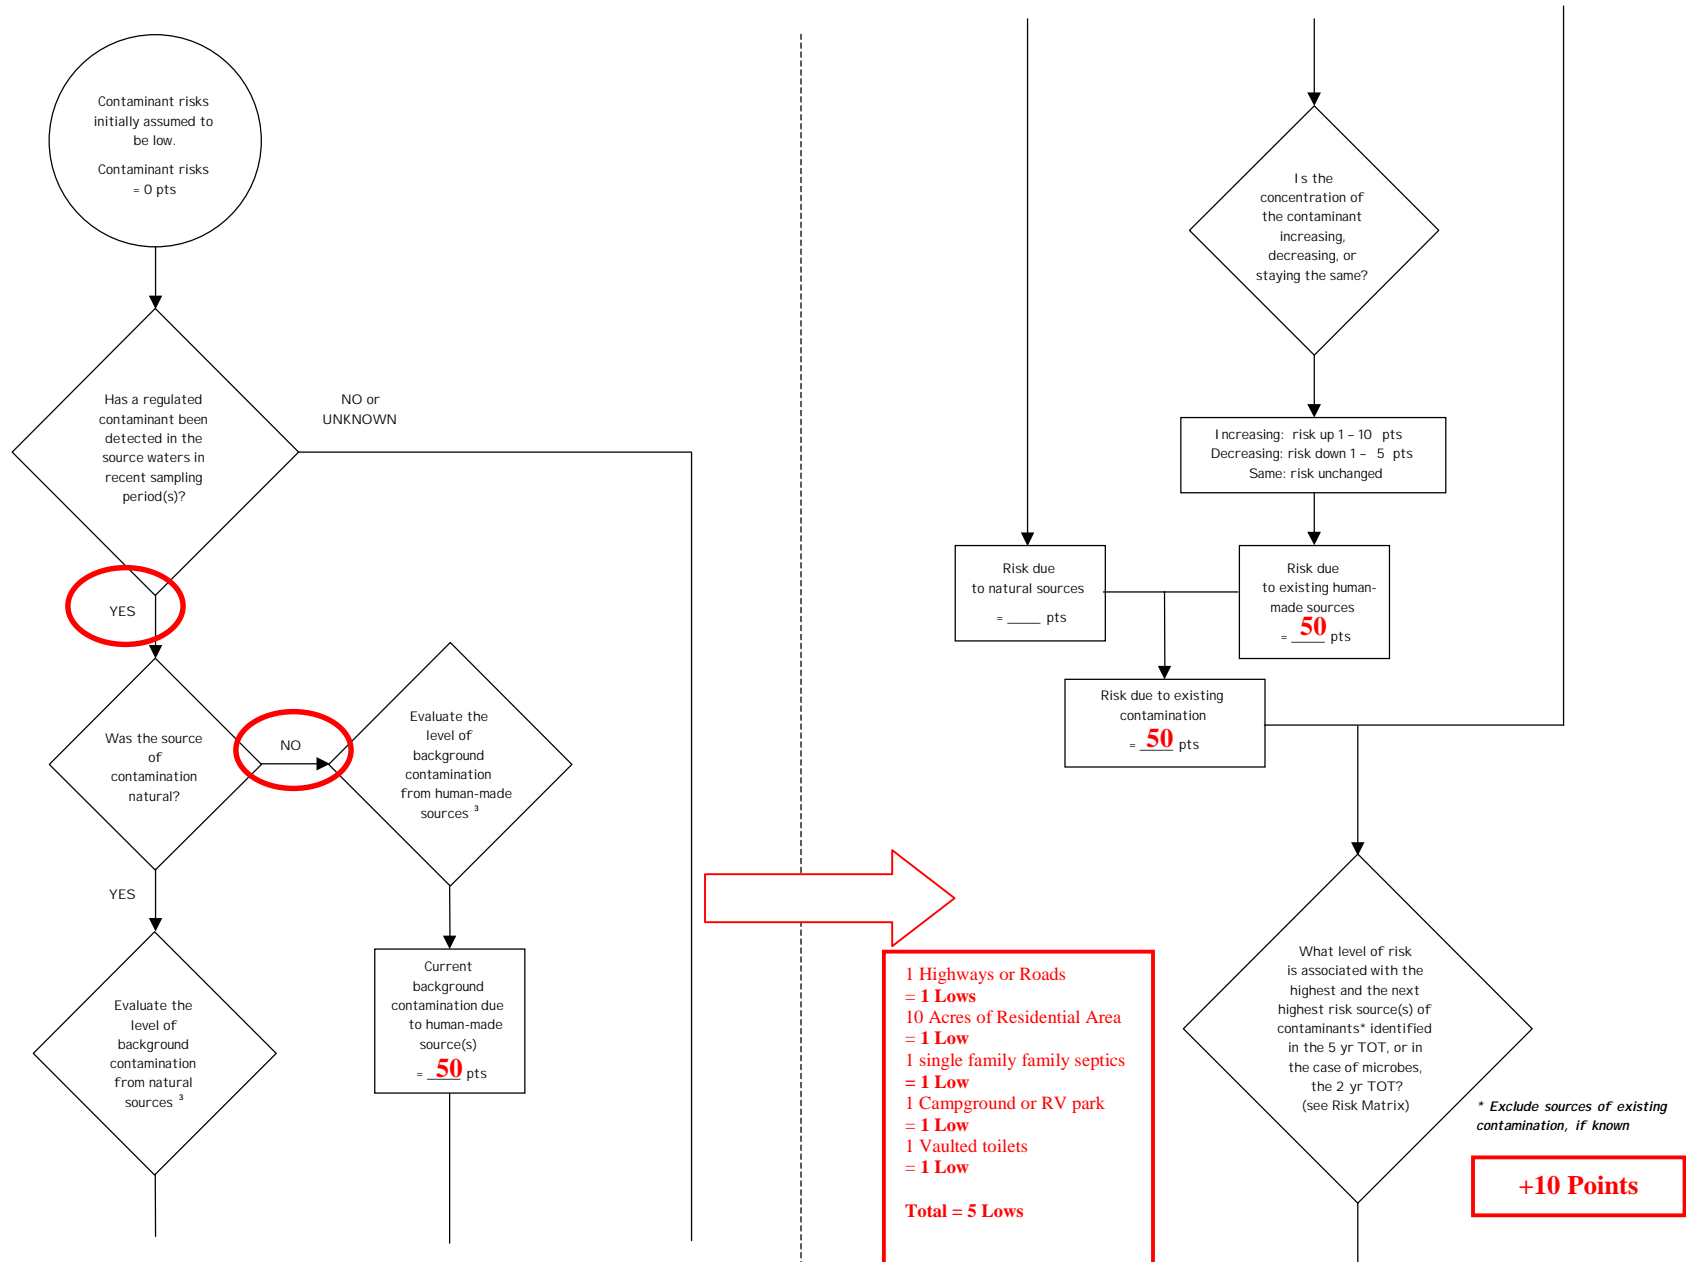 Contaminant risks
initially assumed to
be low.
Contaminant risks
= 0 pts
Has a regulated
contaminant been
detected in the
source waters in
recent sampling
period(s)?
NO or
UNKNOWN
YES
Was the source
of
contamination
natural?
NO
Evaluate the
level of
background
contamination
from human-made
sources ³
YES
Evaluate the
level of
background
contamination
from natural
sources ³
Current
background
contamination due
to human-made
source(s)
= 50 pts
Is the
concentration of
the contaminant
increasing,
decreasing, or
staying the same?
Increasing: risk up 1 – 10 pts
Decreasing: risk down 1 – 5 pts
Same: risk unchanged
Risk due
to natural sources
= _____ pts
Risk due
to existing human-
made sources
= 50 pts
Risk due to existing
contamination
= 50 pts
1 Highways or Roads
= 1 Lows
10 Acres of Residential Area
= 1 Low
1 single family family septics
= 1 Low
1 Campground or RV park
= 1 Low
1 Vaulted toilets
= 1 Low
Total = 5 Lows
What level of risk
is associated with the
highest and the next
highest risk source(s) of
contaminants* identified
in the 5 yr TOT, or in
the case of microbes,
the 2 yr TOT?
(see Risk Matrix)
* Exclude sources of existing
contamination, if known
+10 Points